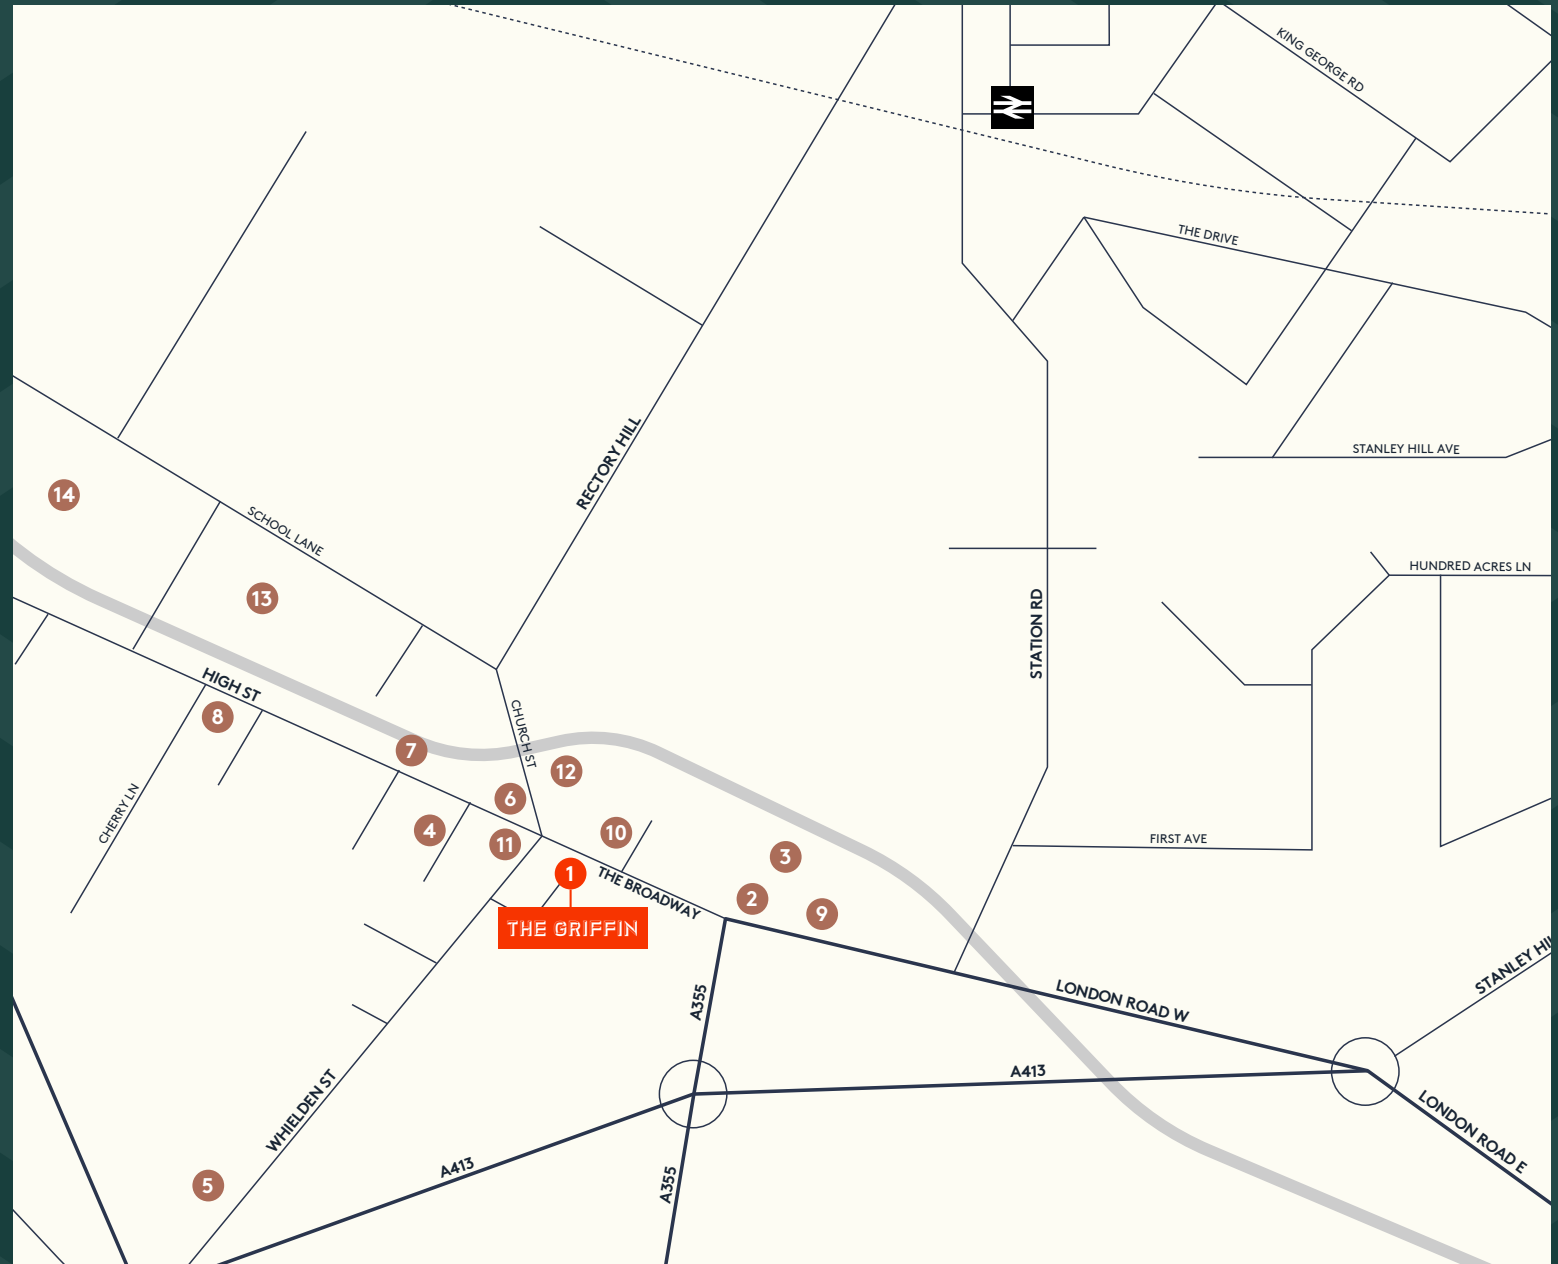 KING GEORGE RD
THE DRIVE
RECTORY HILL
STANLEY HILL AVE
14
SCHOOL LANE
HUNDRED ACRES LN
13
STATION RD
HIGH ST
8
CHURCH ST
7
12
6
CHERRY LN
4
10
11
FIRST AVE
3
1
THE BROADWAY
2
9
THE GRIFFIN
STANLEY HIL
A355
LONDON ROAD W
A413
WHIELDEN ST
LONDON ROAD E
A413
A355
5